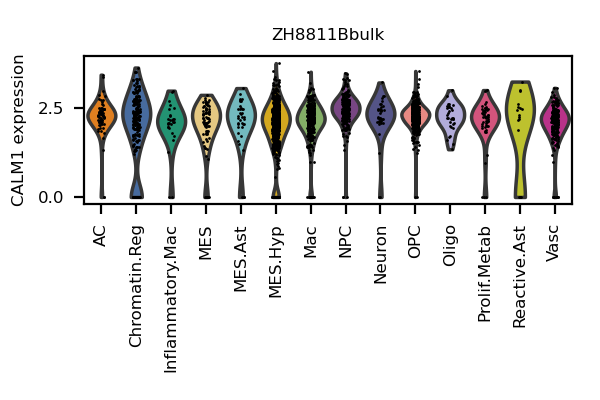 ZH8811Bbulk
CALM1 expression
2.5
0.0
AC
Chromatin.Reg
Inflammatory.Mac
MES
MES.Ast
MES.Hyp
Mac
NPC
Neuron
OPC
Oligo
Prolif.Metab
Reactive.Ast
Vasc